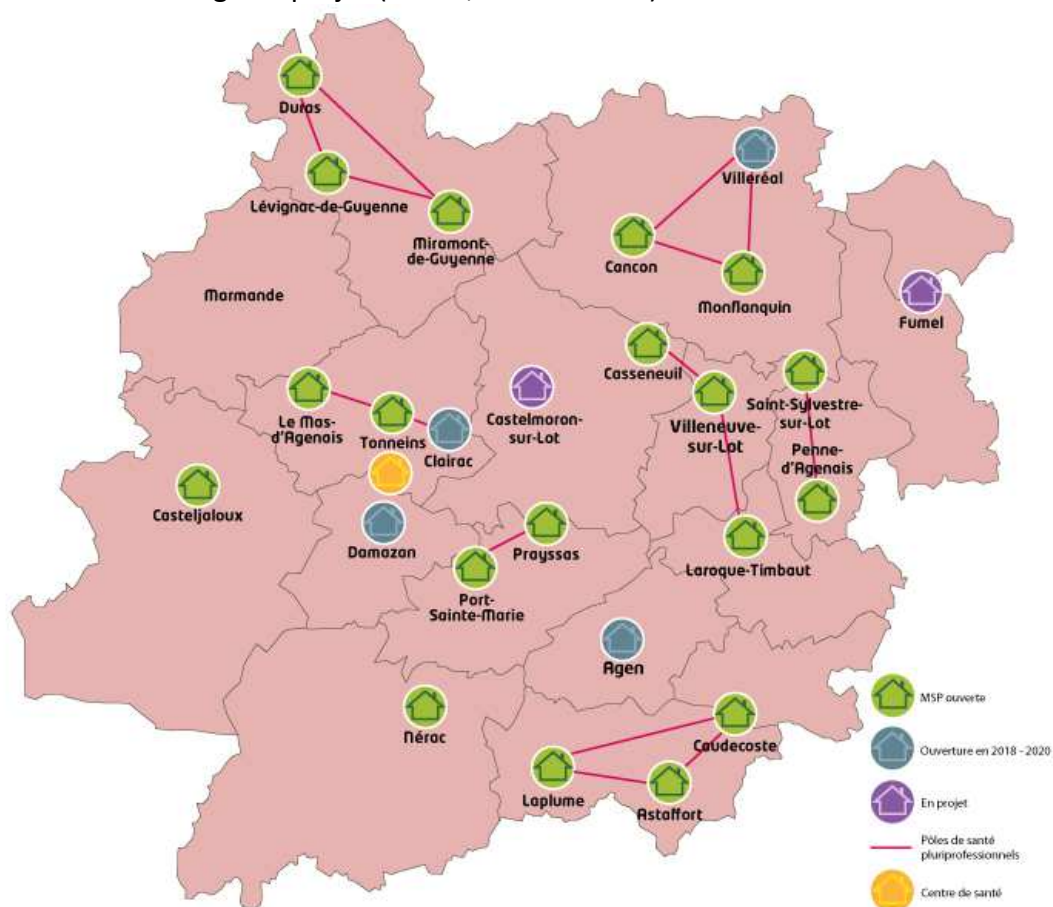 Duras
Lévignac-de-Guyenne
Miramont-
de-Guyenne
Villeréal
Cancon
Monflanquin
Marmande
Fumel
Casseneuil
Le Mas-
d'Agenais
Tonneins
Clairac
Castelmoron-
sur-Lot
Villeneuve-
sur-Lot
Saint-Sylvestre-
sur-Lot
Penne-
d'Agenais
Casteljaloux
Damazan
Prayssas
Port-
Sainte-Marie
Laroque-Timbaut
Agen
Nérac
Caudecoste
Laplume
Astaffort
MSP ouverte
Ouverture en 2018 - 2020
En projet
Pôles de santé
pluriprofessionnels
Centre de santé